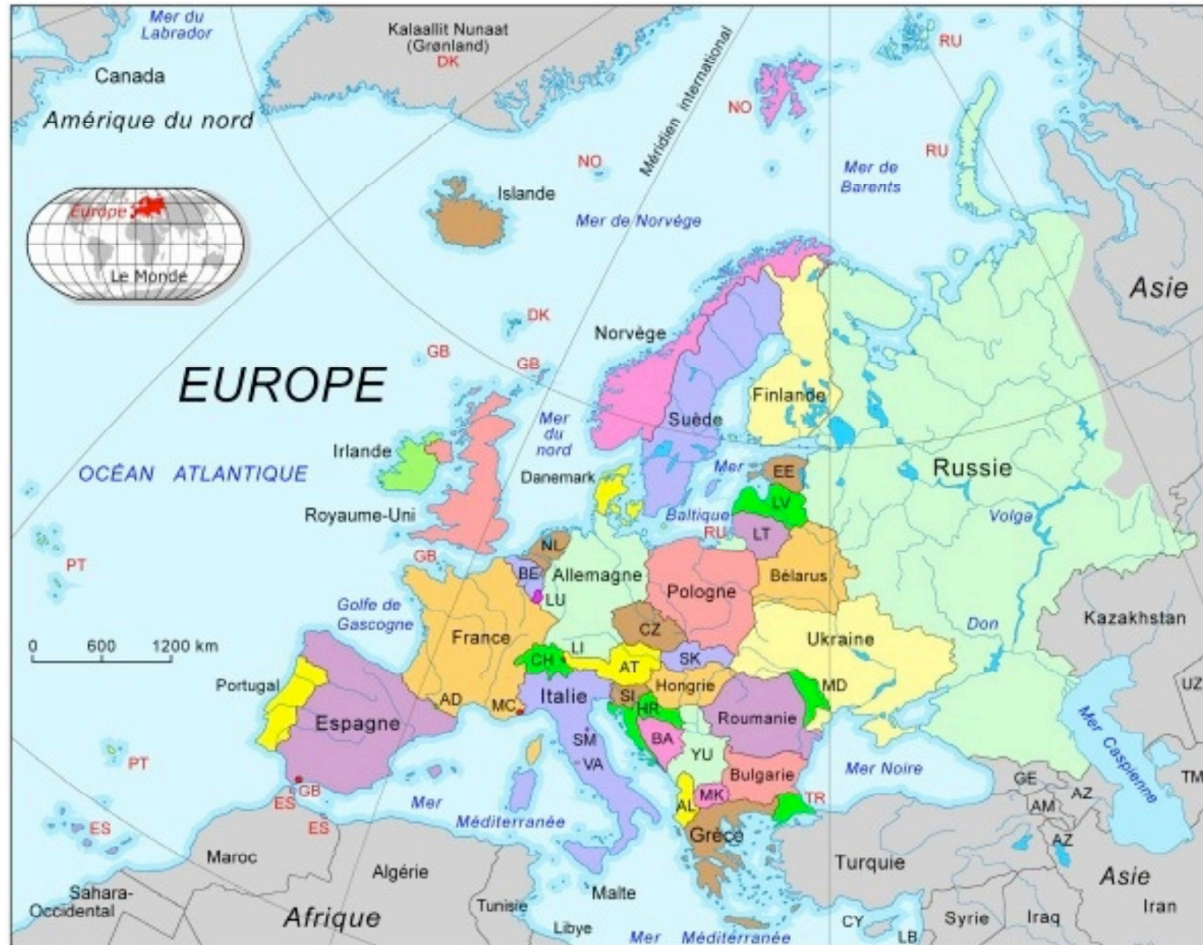 Mer du
Labrador
Kalaallit Nunaat
(Grønland)
DK
RU
Canada
Amérique du nord
NO
Méridien international
NO
RU
Mer de
Barents
Islande
Europe
Mer de Norvège
Le Monde
Asie
DK
Norvège
GB
GB
EUROPE
Finlande
Suède
Mer
du
nord
Irlande
OCÉAN ATLANTIQUE
Danemark
Mer
Baltique
EE
Russie
LV
Royaume-Uni
Volga
RU
LT
PT
GB
NL
BE
Allemagne
Bélarus
Pologne
LU
Golfe de
Gascogne
Kazakhstan
0 600 1200 km
France
CZ
Ukraine
Don
LI
CH
AT
SK
Portugal
AD
MC
Italie
SI
Hongrie
HR
MD
UZ
Espagne
Roumanie
Mer Caspienne
SM
VA
BA
YU
PT
Bulgarie
Mer Noire
GE
TM
ES
GB
AL
MK
TR
AZ
AM
ES
ES
Mer
Méditerranée
Grèce
AZ
Maroc
Algérie
Turquie
Asie
Sahara-
Occidental
Malte
Tunisie
Afrique
Libye
Mer Méditerranée
CY
LB
Syrie
Iraq
Iran